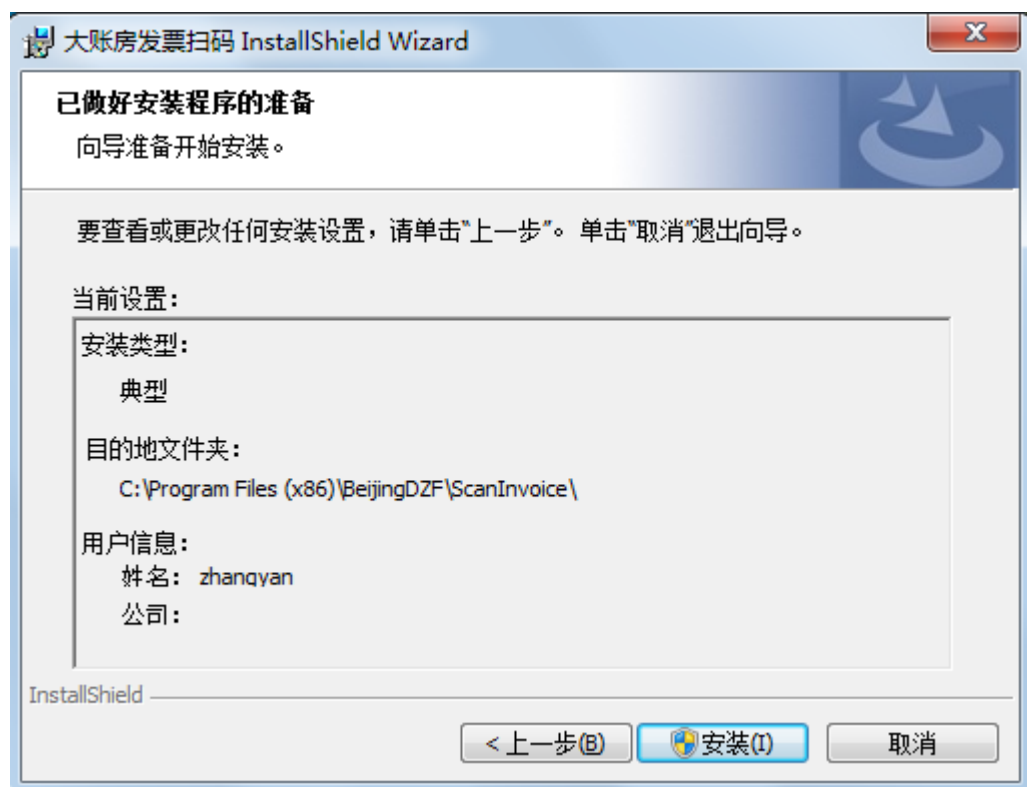 大账房发票扫码 InstallShield Wizard
已做好安装程序的准备
向导准备开始安装。
要查看或更改任何安装设置，请单击“上一步”。单击“取消”退出向导。
当前设置：
安装类型：
典型
目的地文件夹：
C:\Program Files (x86)\BeijingDZF\ScanInvoice\
用户信息：
姓名： zhangyan
公司：
InstallShield
<上一步(B) 安装(I) 取消